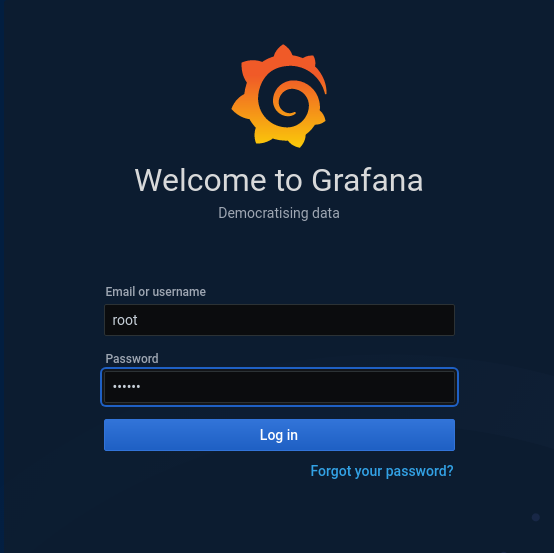 Welcome to Grafana
Democratising data
Email or username
root
Password
••••••
Log in
Forgot your password?